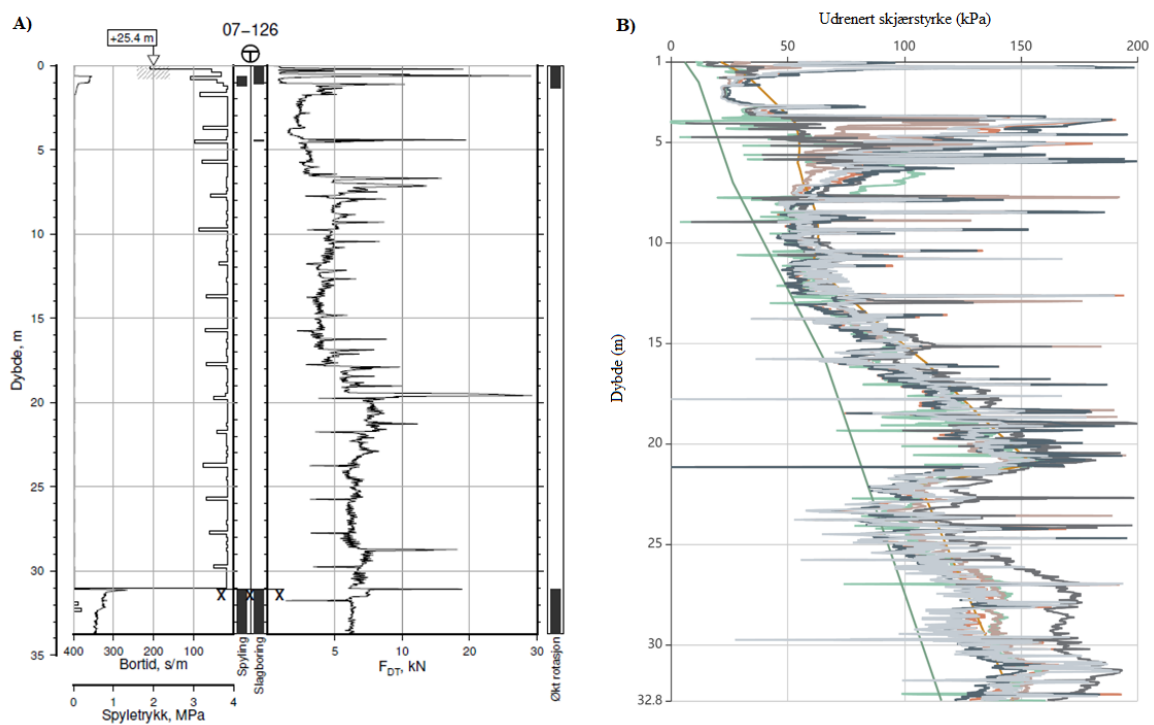 A)
07-126
+25.4 m
0
5
10
15
20
25
30
35
Dybde, m
X X X
400 300 200 100 0
Bortid, s/m
0 1 2 3 4
Spyletrykk, MPa
Spyling
Slagboring
5 10 20 30
FDT, kN
Økt rotasjon
B)
Udrenert skjærstyrke (kPa)
0 50 100 150 200
1
5
10
15
20
25
30
32.8
Dybde (m)